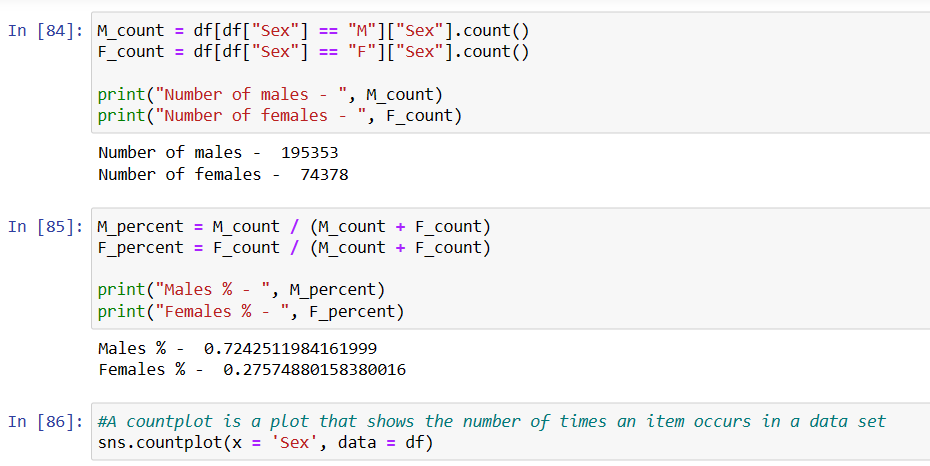 In [84]: M_count = df[df["Sex"] == "M"]["Sex"].count()
F_count = df[df["Sex"] == "F"]["Sex"].count()
print("Number of males - ", M_count)
print("Number of females - ", F_count)
Number of males -  195353
Number of females -  74378
In [85]: M_percent = M_count / (M_count + F_count)
F_percent = F_count / (M_count + F_count)
print("Males % - ", M_percent)
print("Females % - ", F_percent)
Males % -  0.7242511984161999
Females % -  0.27574880158380016
In [86]: #A countplot is a plot that shows the number of times an item occurs in a data set
sns.countplot(x = 'Sex', data = df)